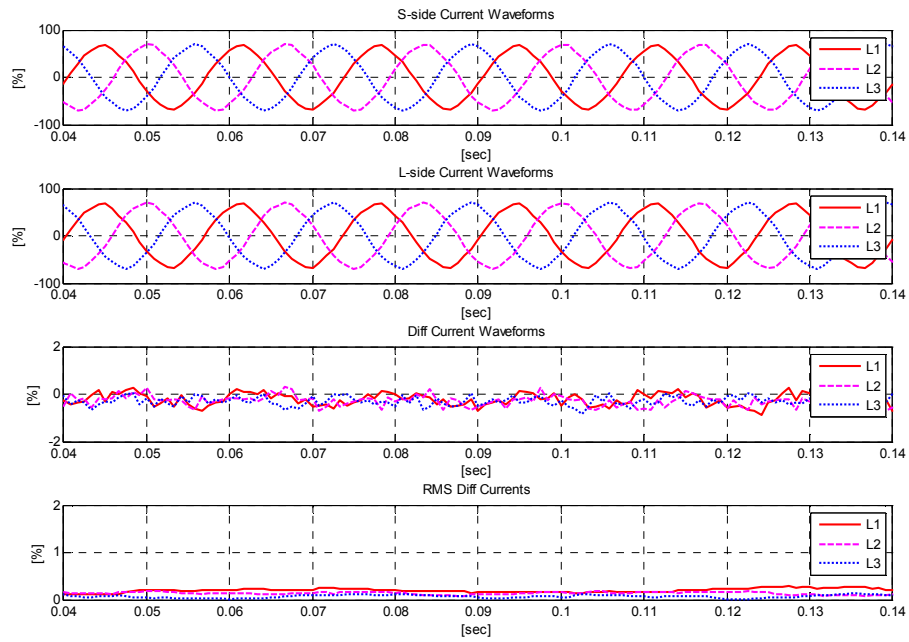 S-side Current Waveforms
100
0
-100
[%]
0.04 0.05 0.06 0.07 0.08 0.09 0.1 0.11 0.12 0.13 0.14
[sec]
L1
L2
L3
L-side Current Waveforms
100
0
-100
[%]
0.04 0.05 0.06 0.07 0.08 0.09 0.1 0.11 0.12 0.13 0.14
[sec]
L1
L2
L3
Diff Current Waveforms
2
0
-2
[%]
0.04 0.05 0.06 0.07 0.08 0.09 0.1 0.11 0.12 0.13 0.14
[sec]
L1
L2
L3
RMS Diff Currents
2
1
0
[%]
0.04 0.05 0.06 0.07 0.08 0.09 0.1 0.11 0.12 0.13 0.14
[sec]
L1
L2
L3